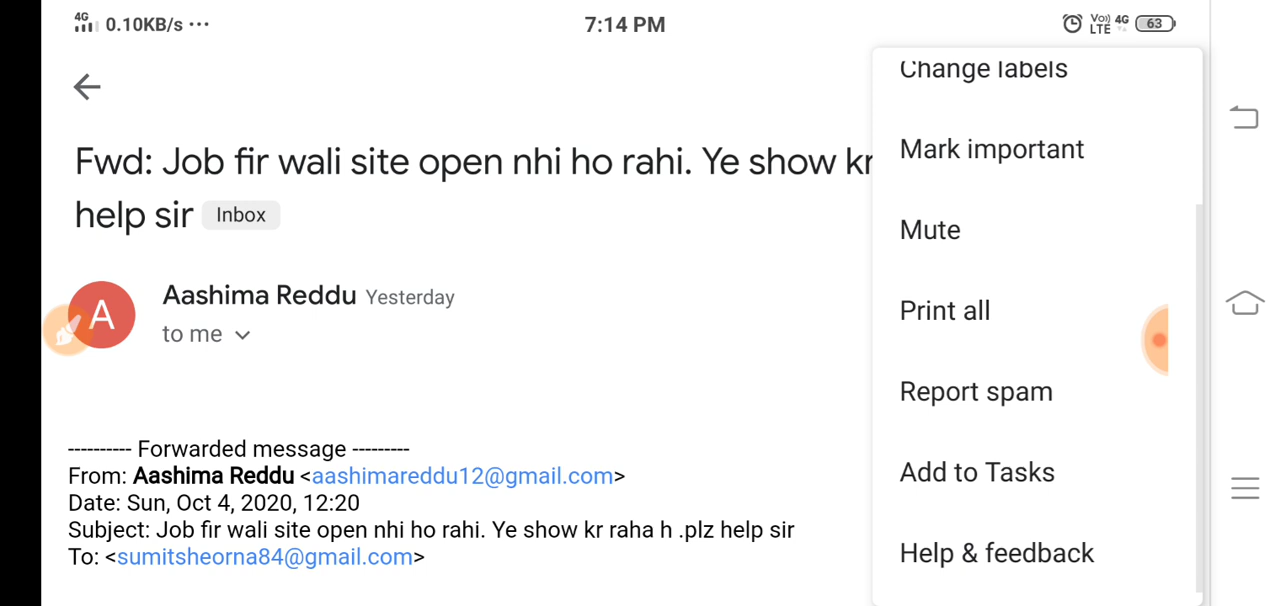 4G 0.10KB/s ... 7:14 PM Vo) LTE 4G 63
Change labels
Fwd: Job fir wali site open nhi ho rahi. Ye show kr
Mark important
help sir Inbox
Mute
Aashima Reddu Yesterday
to me
Print all
Report spam
---------- Forwarded message ---------
From: Aashima Reddu <aashimareddu12@gmail.com>
Add to Tasks
Date: Sun, Oct 4, 2020, 12:20
Subject: Job fir wali site open nhi ho rahi. Ye show kr raha h .plz help sir
To: <sumitsheorna84@gmail.com>
Help & feedback
A